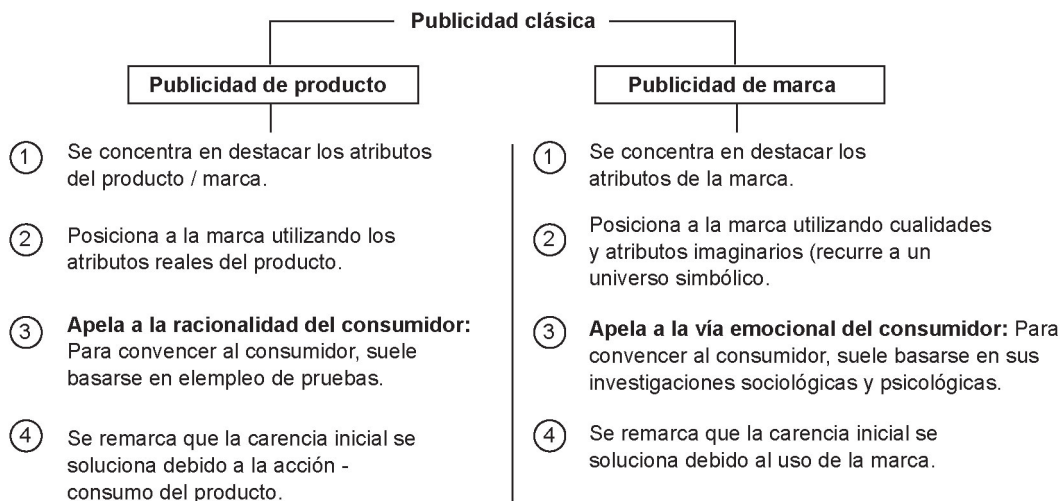 Publicidad clásica
Publicidad de producto
1 Se concentra en destacar los atributos
del producto / marca.
2 Posiciona a la marca utilizando los
atributos reales del producto.
3 Apela a la racionalidad del consumidor:
Para convencer al consumidor, suele
basarse en elempleo de pruebas.
4 Se remarca que la carencia inicial se
soluciona debido a la acción -
consumo del producto.
Publicidad de marca
1 Se concentra en destacar los
atributos de la marca.
2 Posiciona a la marca utilizando cualidades
y atributos imaginarios (recurre a un
universo simbólico.
3 Apela a la vía emocional del consumidor: Para
convencer al consumidor, suele basarse en sus
investigaciones sociológicas y psicológicas.
4 Se remarca que la carencia inicial se
soluciona debido al uso de la marca.